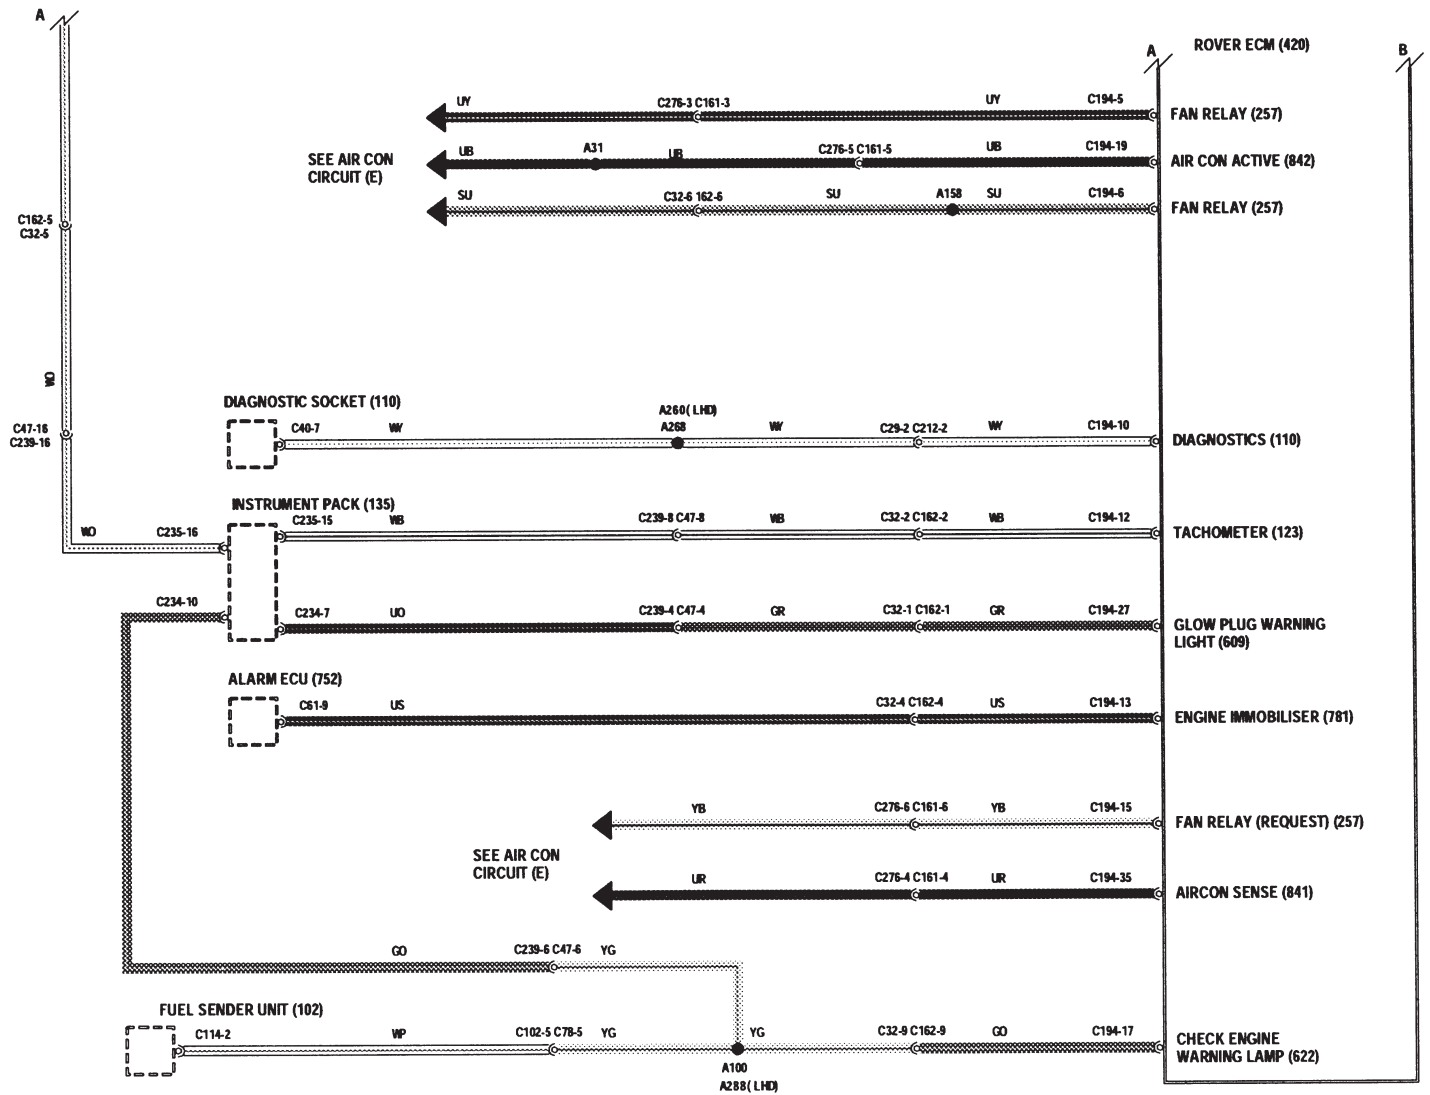 A
ROVER ECM (420)
A
B
UY
C276-3 C161-3
UY
C194-5
FAN RELAY (257)
SEE AIR CON
CIRCUIT (E)
UB
A31
UB
C276-5 C161-5
UB
C194-19
AIR CON ACTIVE (842)
SU
C32-6 162-6
SU
A158
SU
C194-6
FAN RELAY (257)
C162-5
C32-5
WO
C47-16
C239-16
DIAGNOSTIC SOCKET (110)
C40-7
WY
A260(LHD)
A268
WY
C29-2 C212-2
WY
C194-10
DIAGNOSTICS (110)
INSTRUMENT PACK (135)
WO
C235-16
C235-15
WB
C239-8 C47-8
WB
C32-2 C162-2
WB
C194-12
TACHOMETER (123)
C234-10
C234-7
UO
C239-4 C47-4
GR
C32-1 C162-1
GR
C194-27
GLOW PLUG WARNING
LIGHT (609)
ALARM ECU (752)
C61-9
US
C32-4 C162-4
US
C194-13
ENGINE IMMOBILISER (781)
YB
C276-6 C161-6
YB
C194-15
FAN RELAY (REQUEST) (257)
SEE AIR CON
CIRCUIT (E)
UR
C276-4 C161-4
UR
C194-35
AIRCON SENSE (841)
GO
C239-6 C47-6
YG
FUEL SENDER UNIT (102)
C114-2
WP
C102-5 C78-5
YG
YG
C32-9 C162-9
GO
C194-17
CHECK ENGINE
WARNING LAMP (622)
A100
A288(LHD)